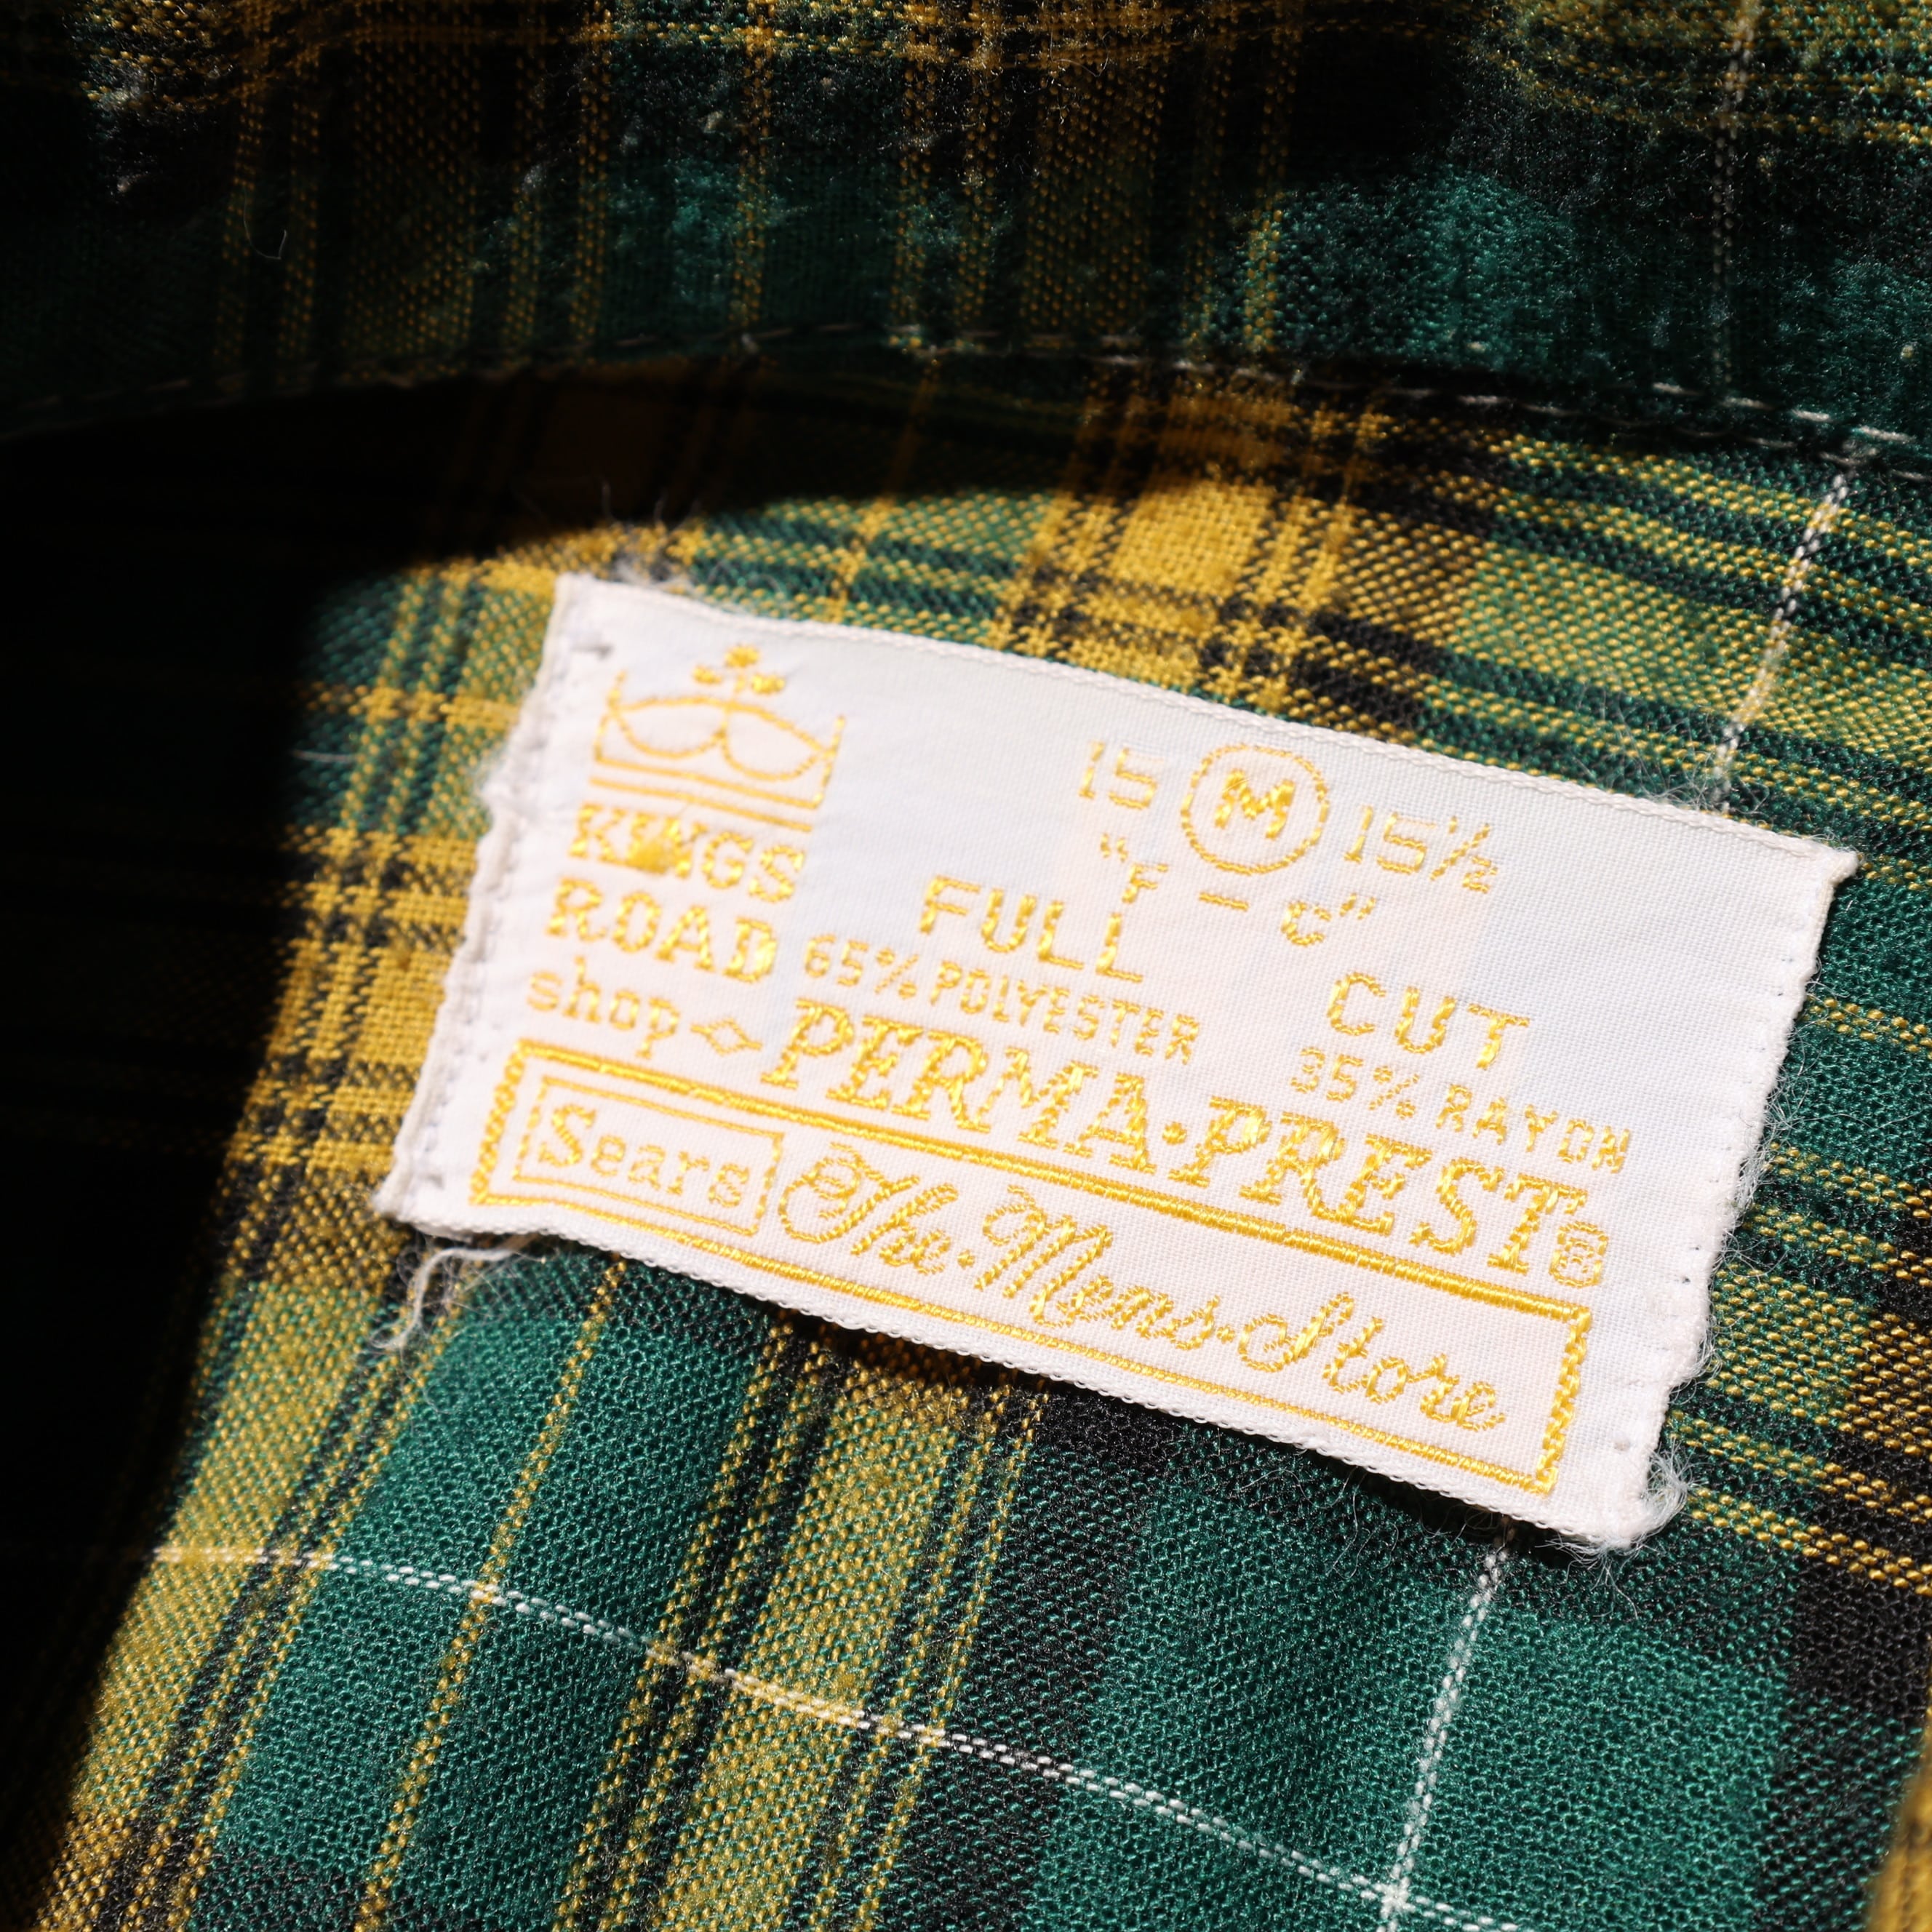 15 M 15½
"F - C"
FULL CUT
65% POLYESTER 35% RAYON
KINGS
ROAD
shop
PERMA·PREST®
Sears The·Mens·Store